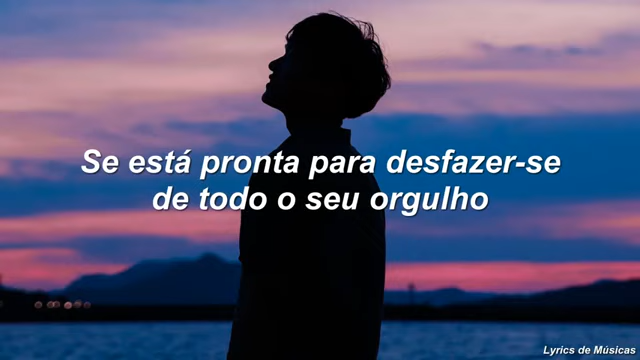 Se está pronta para desfazer-se
de todo o seu orgulho
Lyrics de Músicas